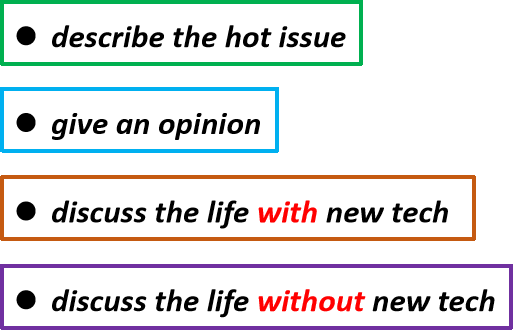 ● describe the hot issue
● give an opinion
● discuss the life with new tech
● discuss the life without new tech